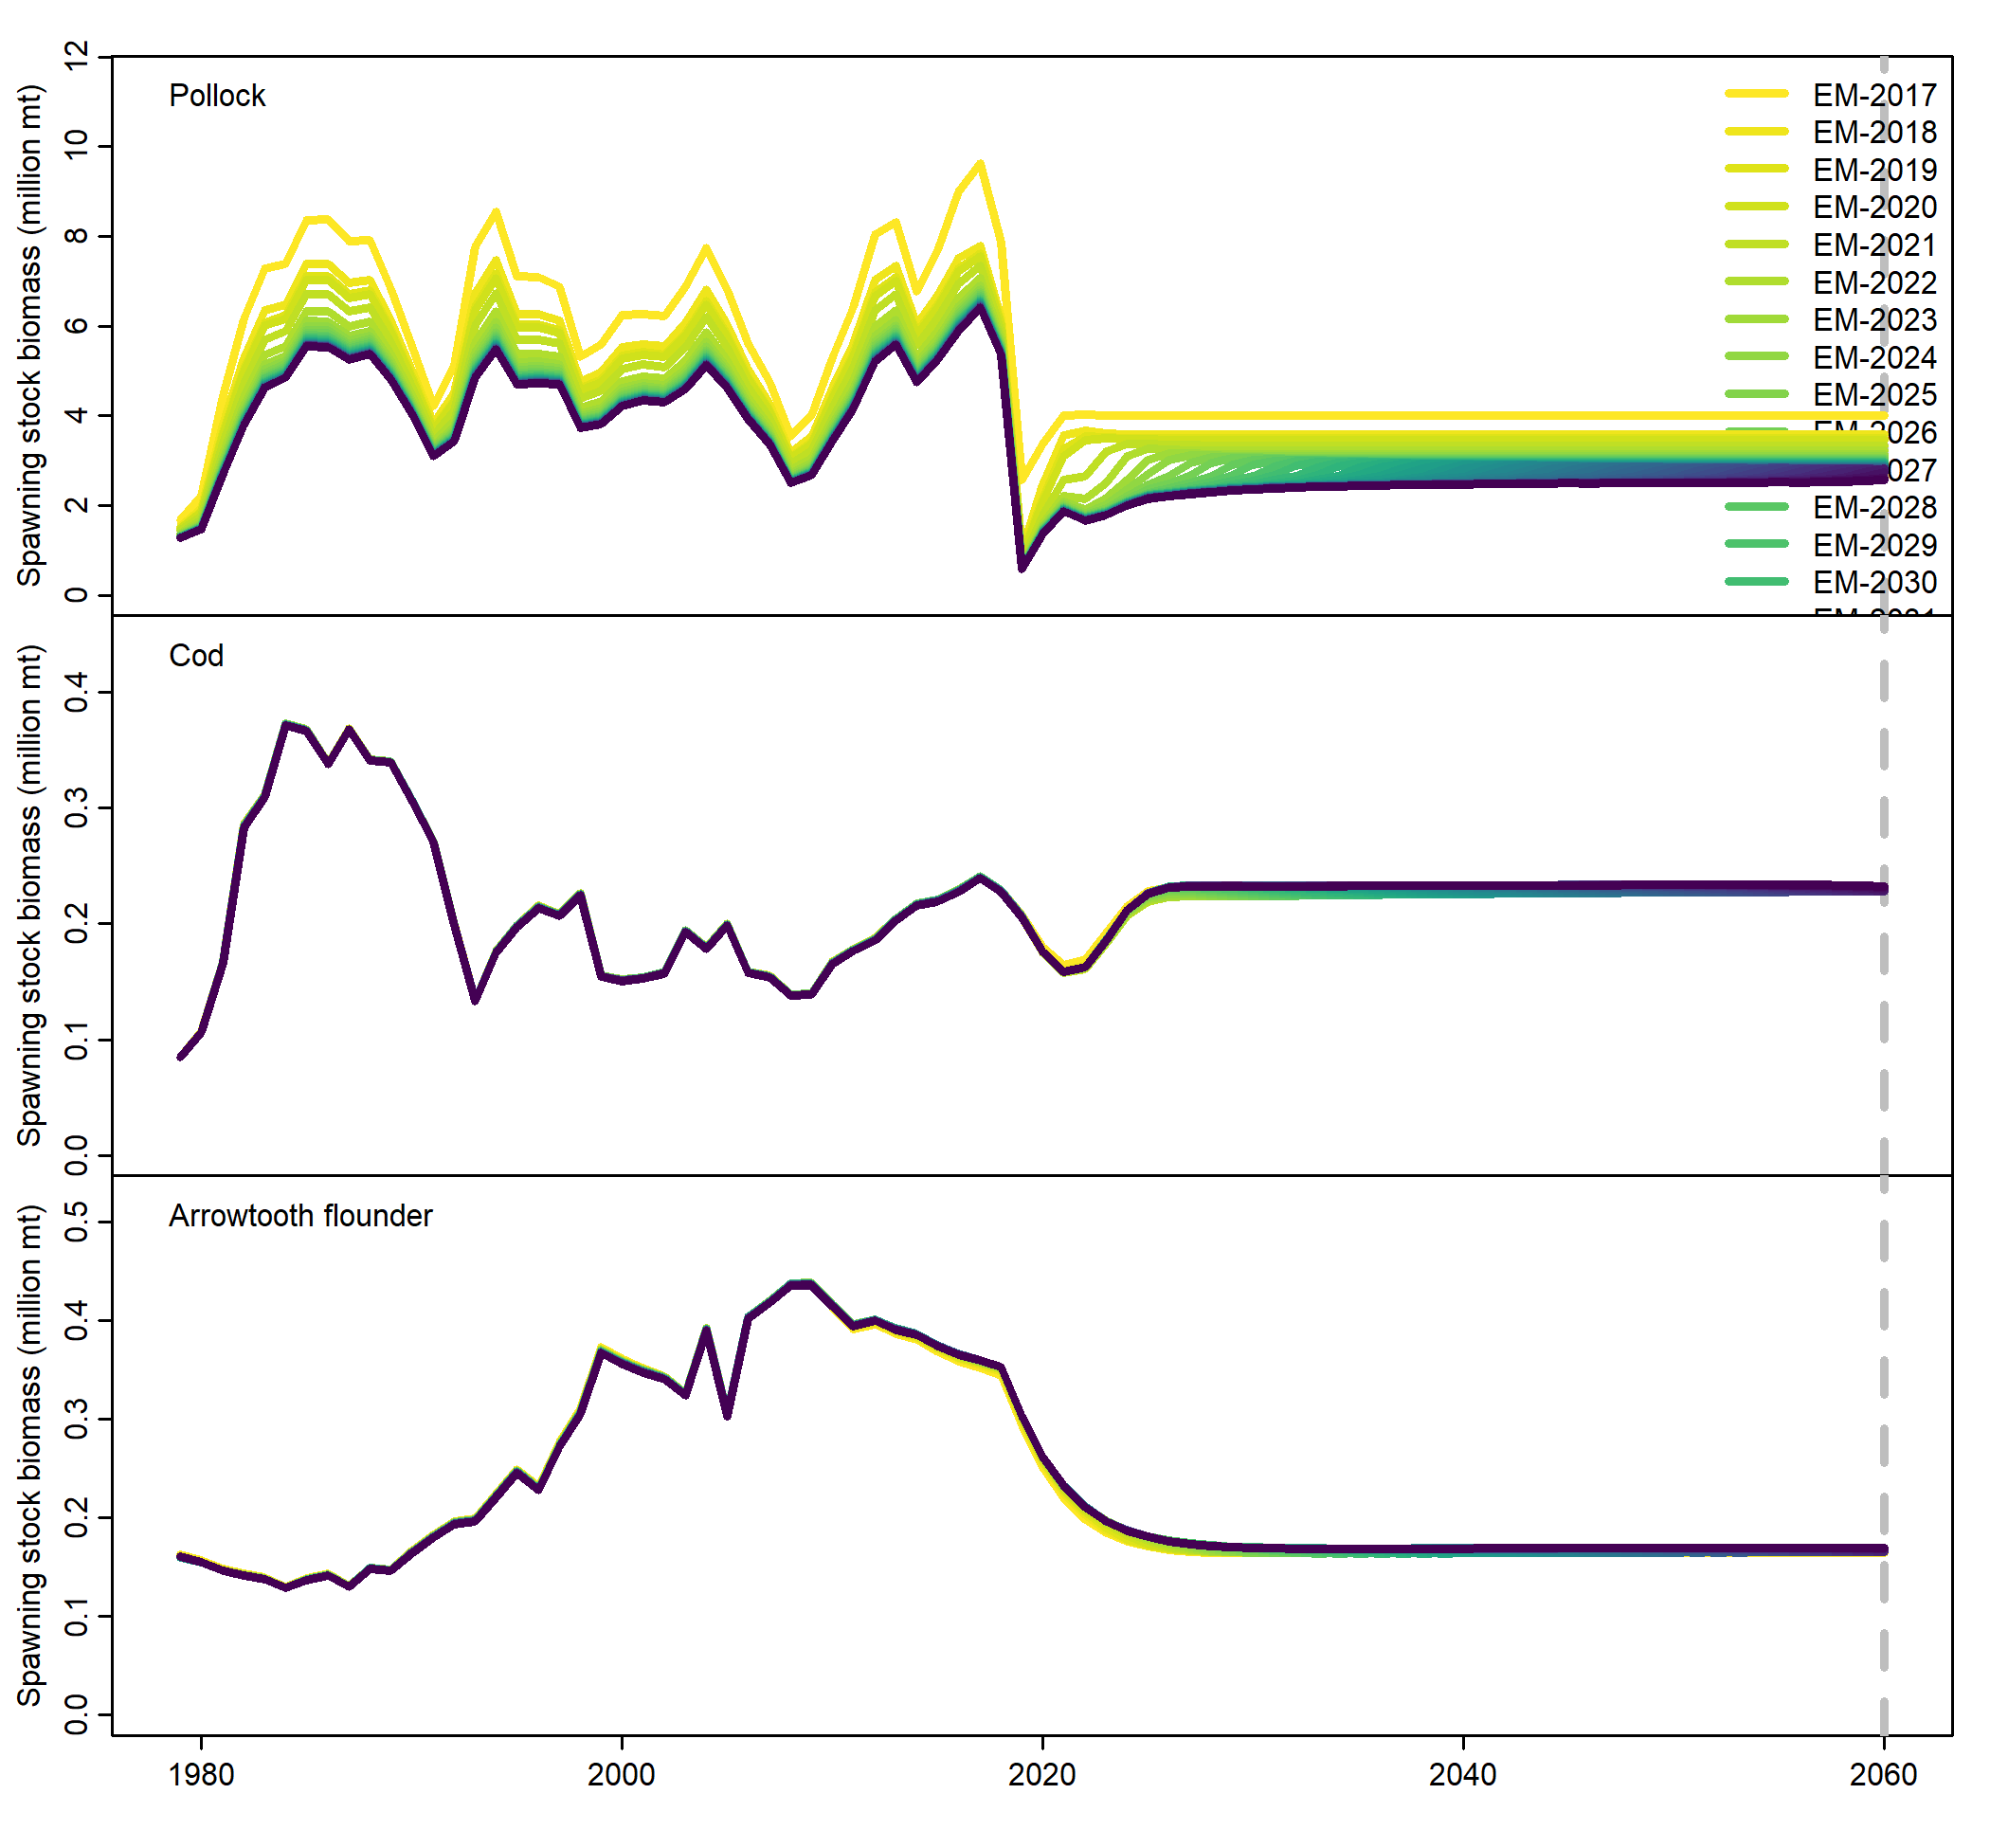 Spawning stock biomass (million mt)
12
10
8
6
4
2
0
Pollock
EM-2017
EM-2018
EM-2019
EM-2020
EM-2021
EM-2022
EM-2023
EM-2024
EM-2025
2026
027
EM-2028
EM-2029
EM-2030
Spawning stock biomass (million mt)
0.4
0.3
0.2
0.1
0.0
Cod
Spawning stock biomass (million mt)
0.5
0.4
0.3
0.2
0.1
0.0
Arrowtooth flounder
1980
2000
2020
2040
2060